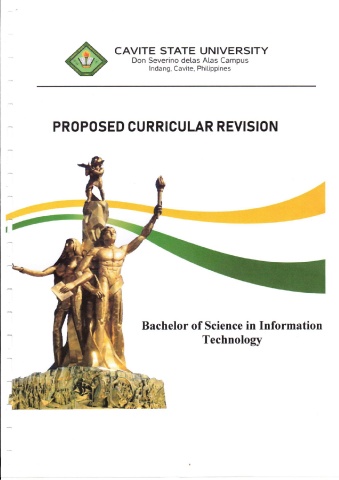 CAVITE STATE UNIVERSITY
Don Severino delas Alas Campus
Indang, Cavite, Philippines
PROPOSED CURRICULAR REVISION
Bachelor of Science in Information
Technology